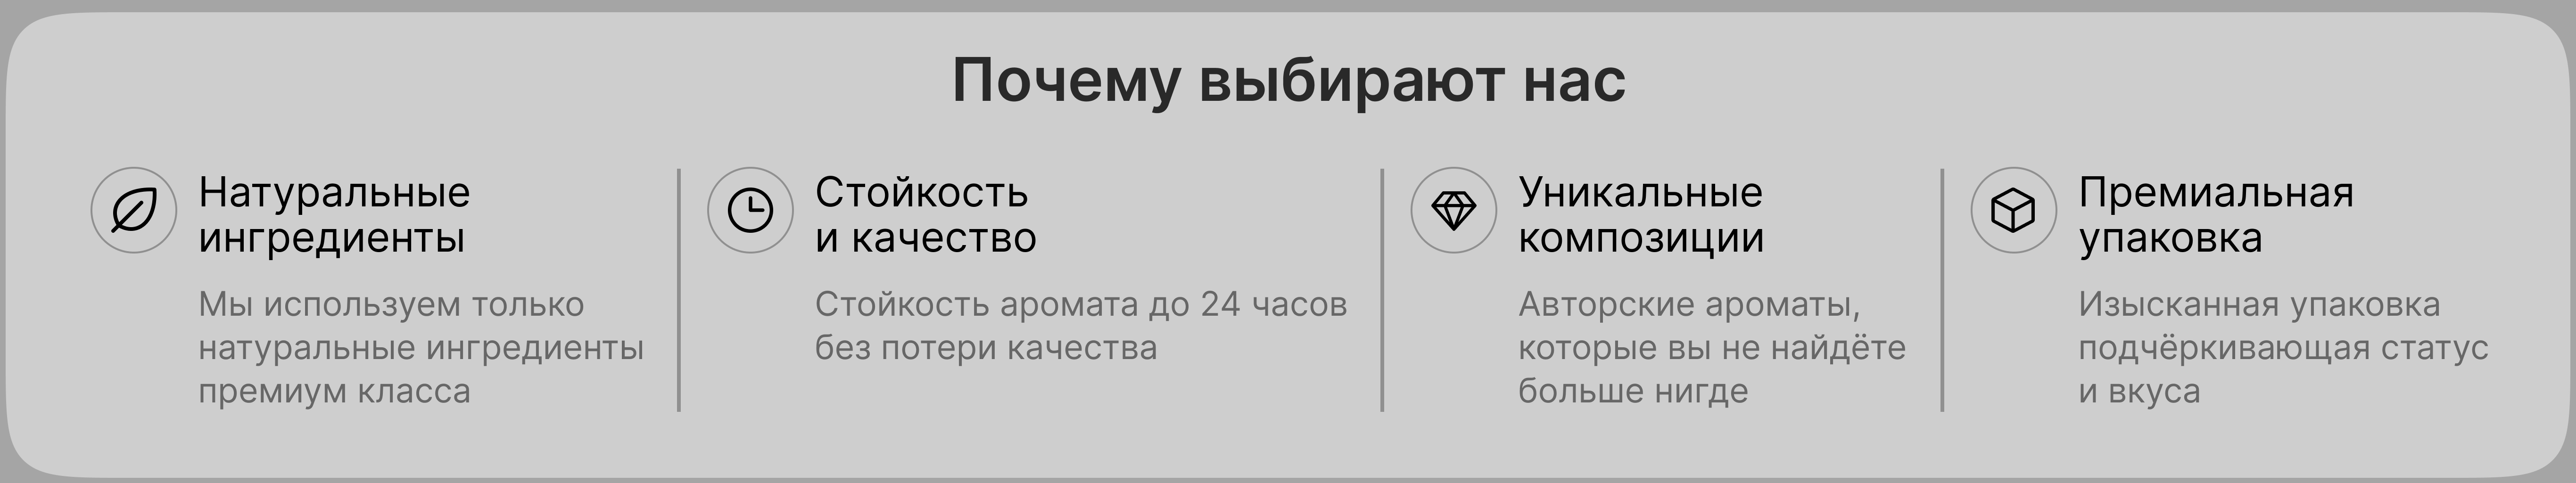 Почему выбирают нас
Натуральные
ингредиенты
Мы используем только
натуральные ингредиенты
премиум класса
Стойкость
и качество
Стойкость аромата до 24 часов
без потери качества
Уникальные
композиции
Авторские ароматы,
которые вы не найдёте
больше нигде
Премиальная
упаковка
Изысканная упаковка
подчёркивающая статус
и вкуса